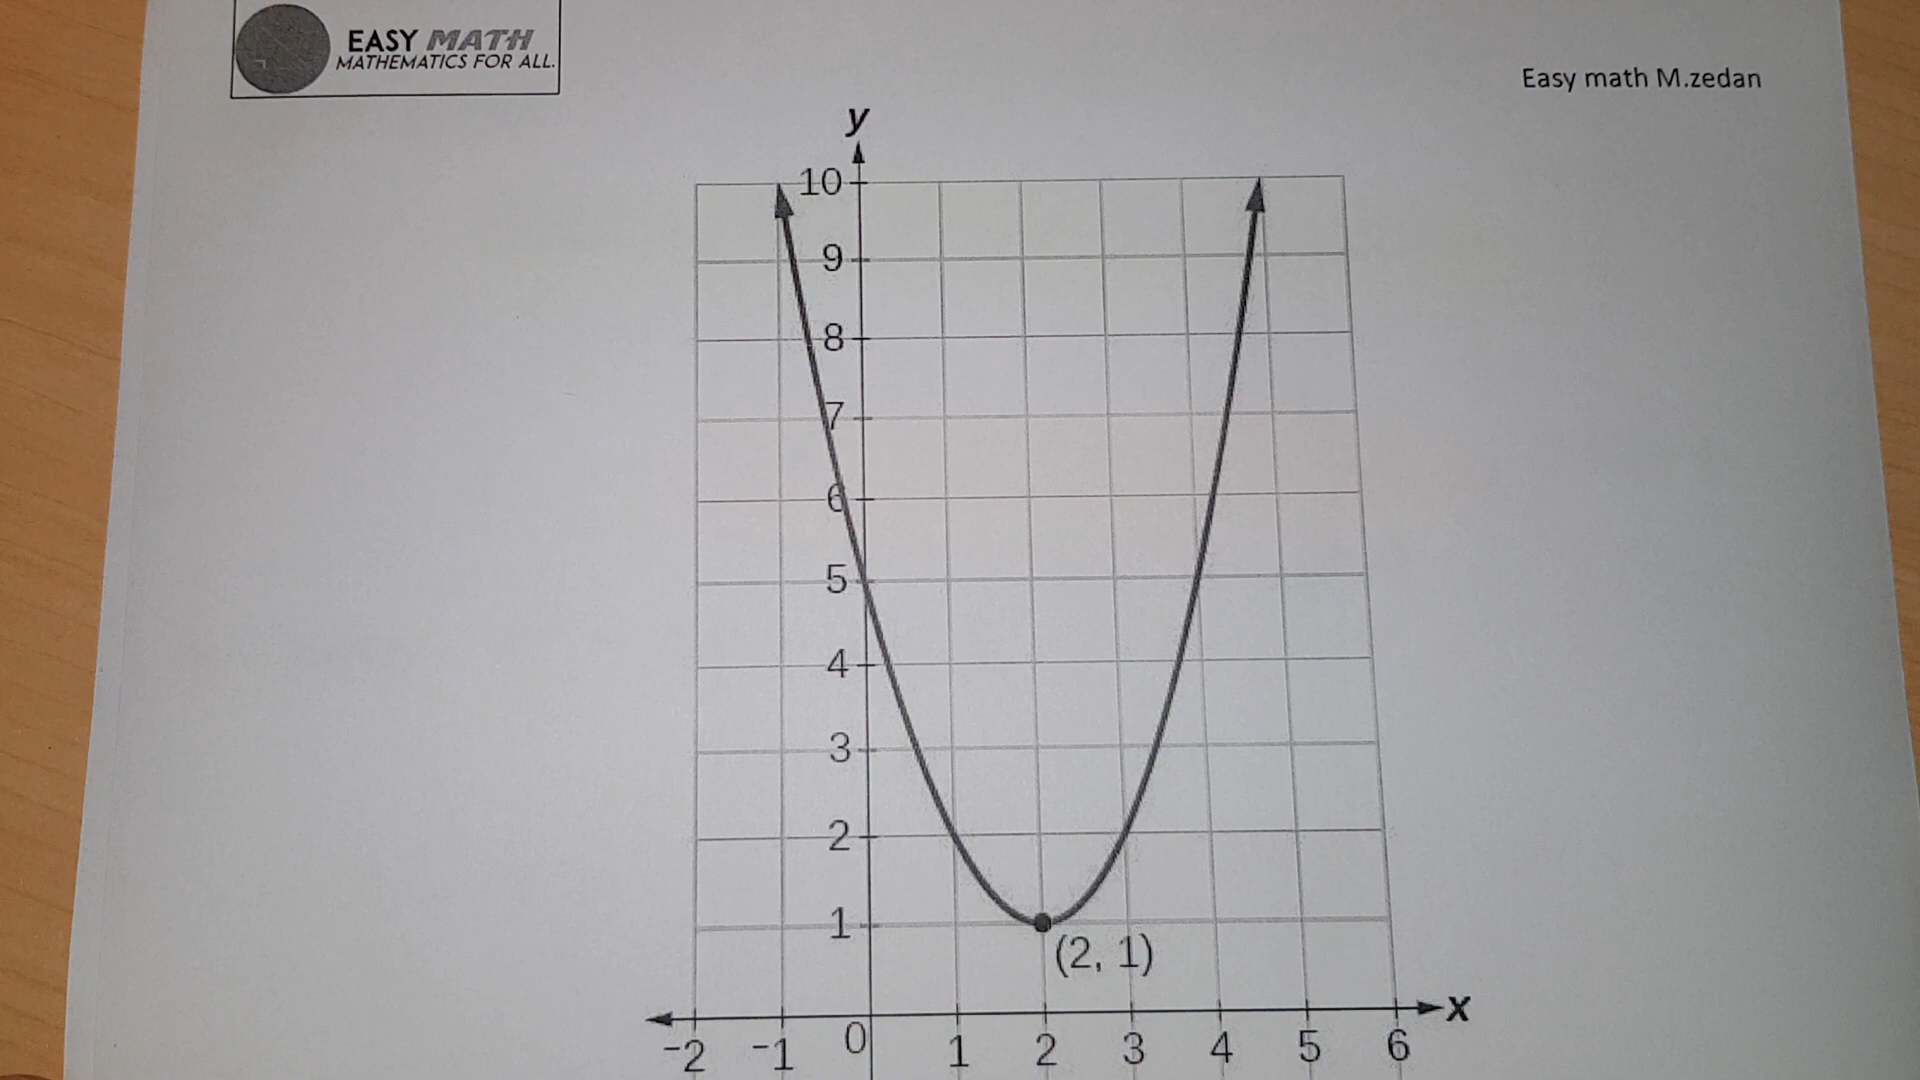 EASY MATH
MATHEMATICS FOR ALL.
Easy math M.zedan
y
10
9
8
7
6
5
4
3
2
1
(2, 1)
x
-2 -1 0 1 2 3 4 5 6